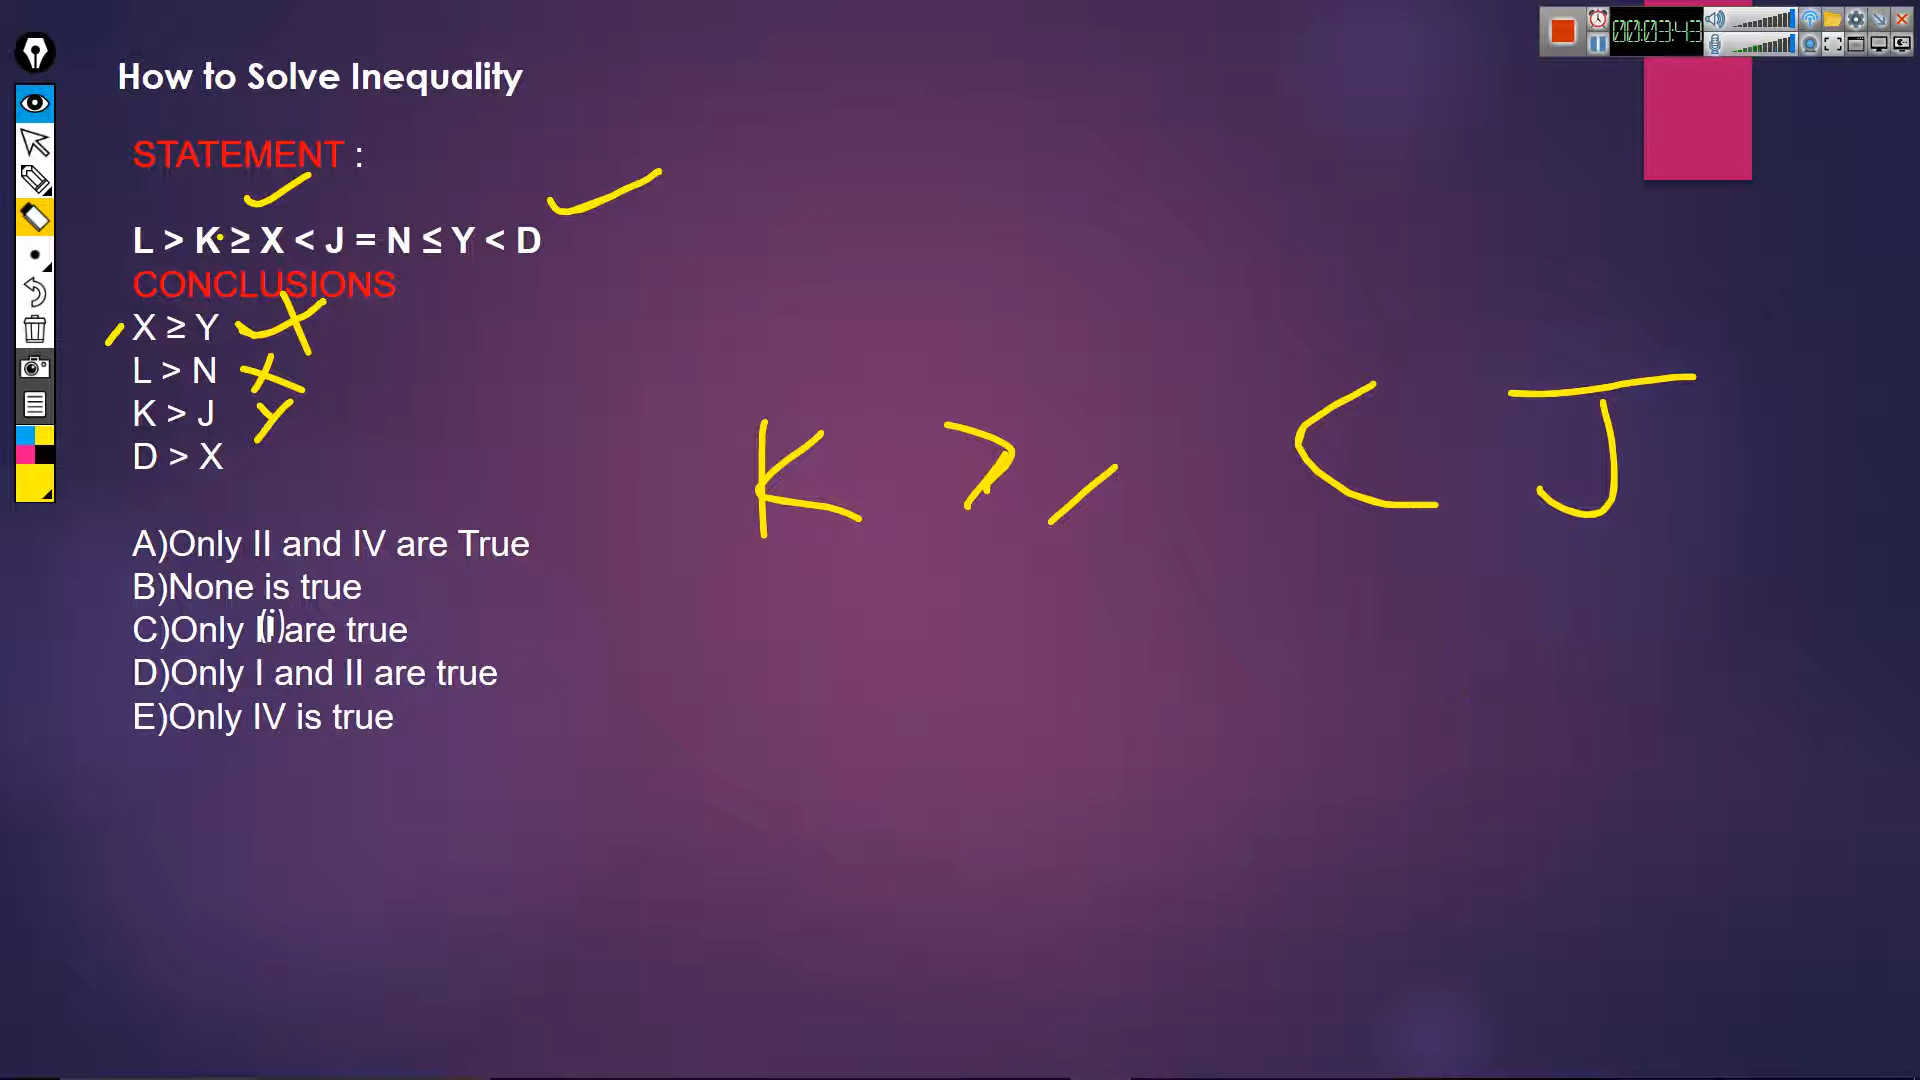 00:03:43
How to Solve Inequality
STATEMENT :
L > K ≥ X < J = N ≤ Y < D
CONCLUSIONS
X ≥ Y
L > N
K > J
D > X
K ≥ < J
A)Only II and IV are True
B)None is true
C)Only II are true
D)Only I and II are true
E)Only IV is true